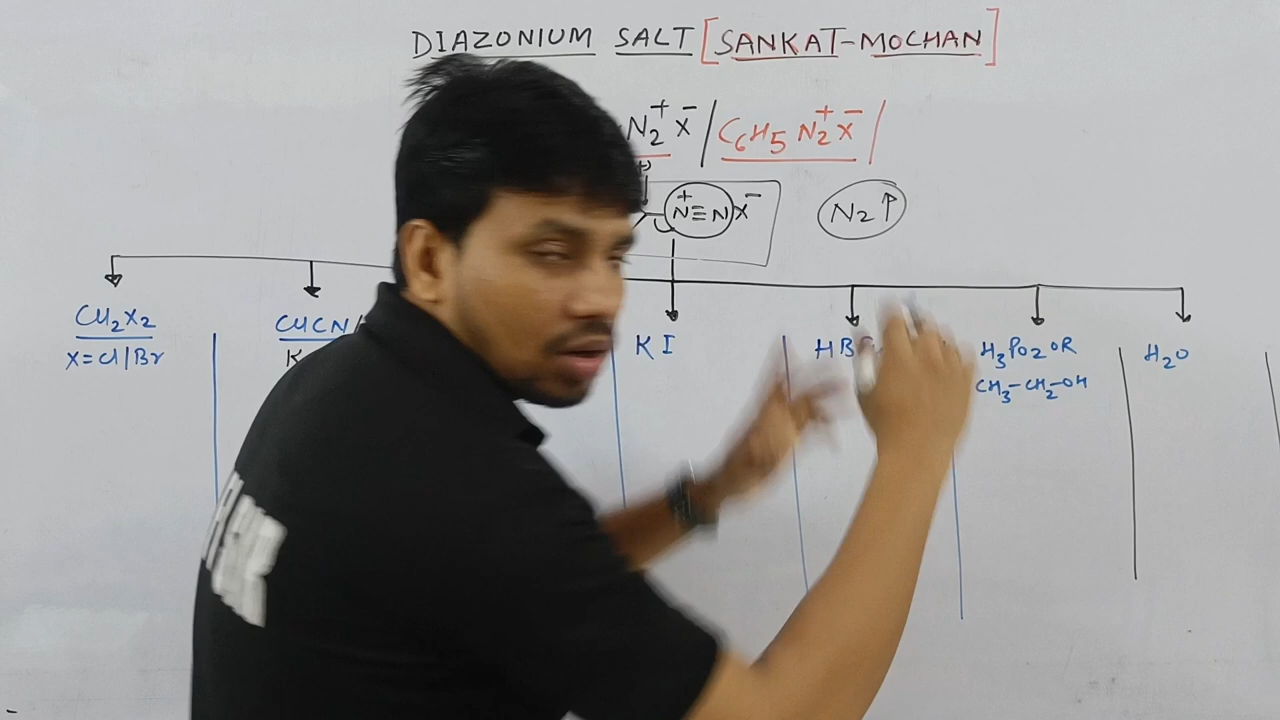 DIAZONIUM SALT [SANKAT-MOCHAN]
N₂⁺ X⁻ / C₆H₅ N₂⁺ X⁻ /
N⁺≡N X⁻ N₂↑
CU₂X₂ CUCN/ KI HB H₃PO₂ OR H₂O
X=Cl/Br K CH₃-CH₂-OH